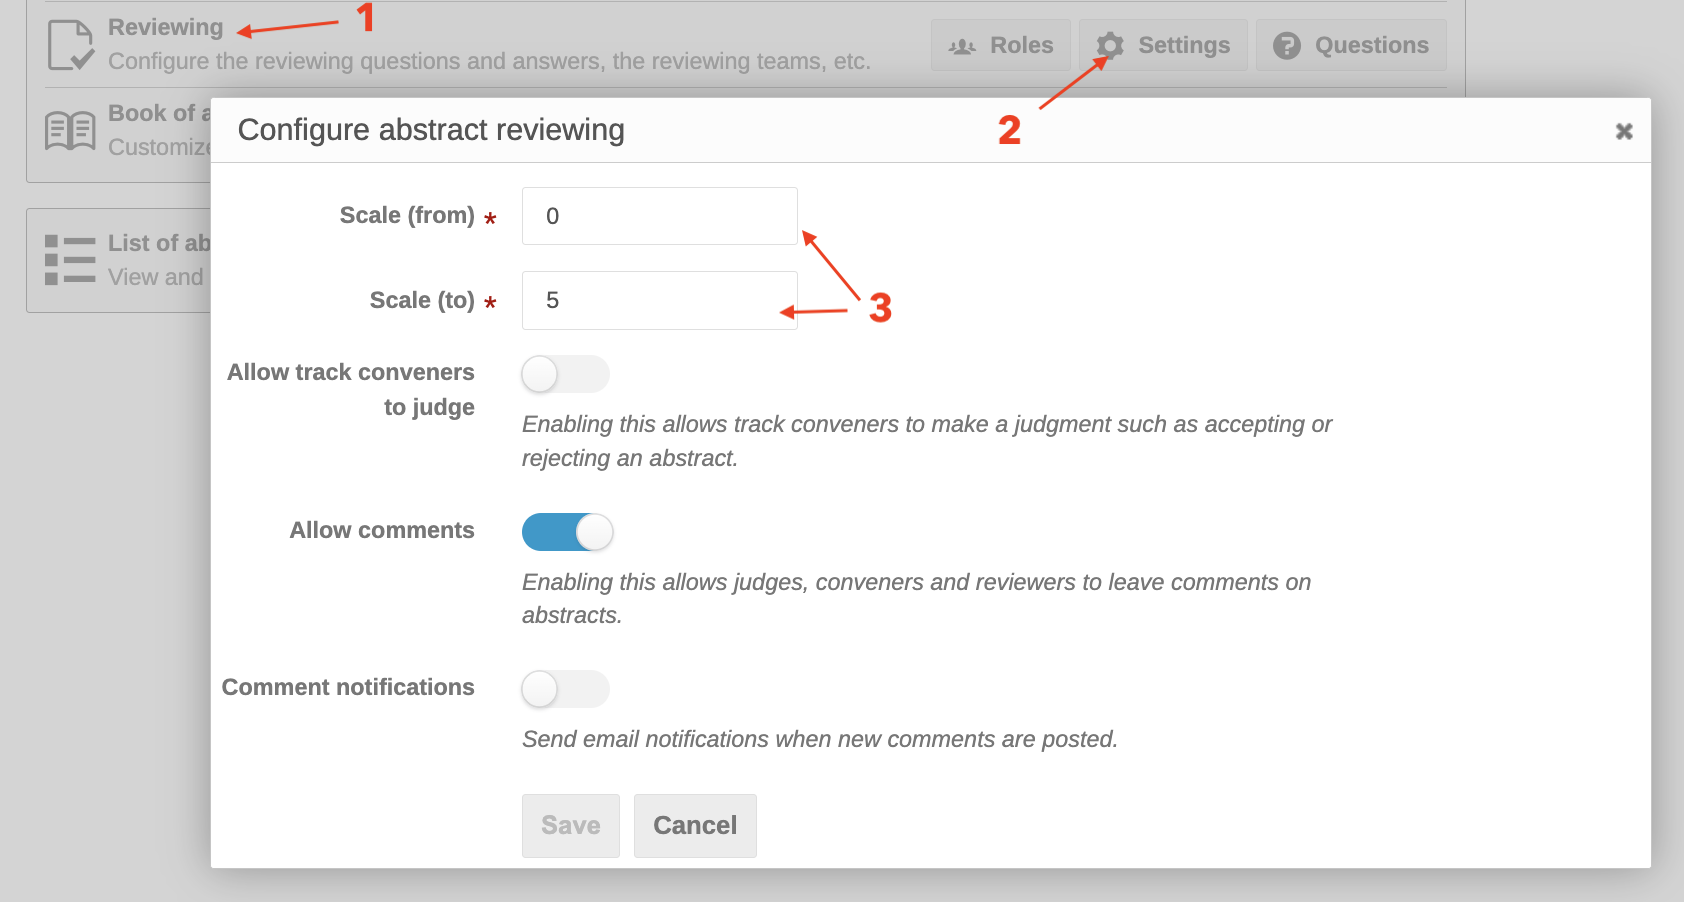 Reviewing
1
Configure the reviewing questions and answers, the reviewing teams, etc.
Roles
Settings
Questions
Book of a
Customize
2
Configure abstract reviewing
List of ab
View and
Scale (from) *
0
Scale (to) *
5
3
Allow track conveners
to judge
Enabling this allows track conveners to make a judgment such as accepting or
rejecting an abstract.
Allow comments
Enabling this allows judges, conveners and reviewers to leave comments on
abstracts.
Comment notifications
Send email notifications when new comments are posted.
Save
Cancel